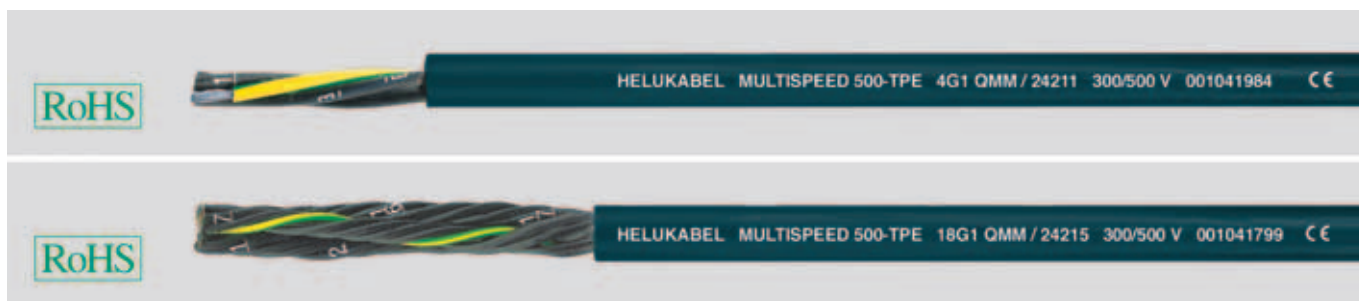 RoHS
HELUKABEL MULTISPEED 500-TPE 4G1 QMM / 24211 300/500 V 001041984 CE
RoHS
HELUKABEL MULTISPEED 500-TPE 18G1 QMM / 24215 300/500 V 001041799 CE